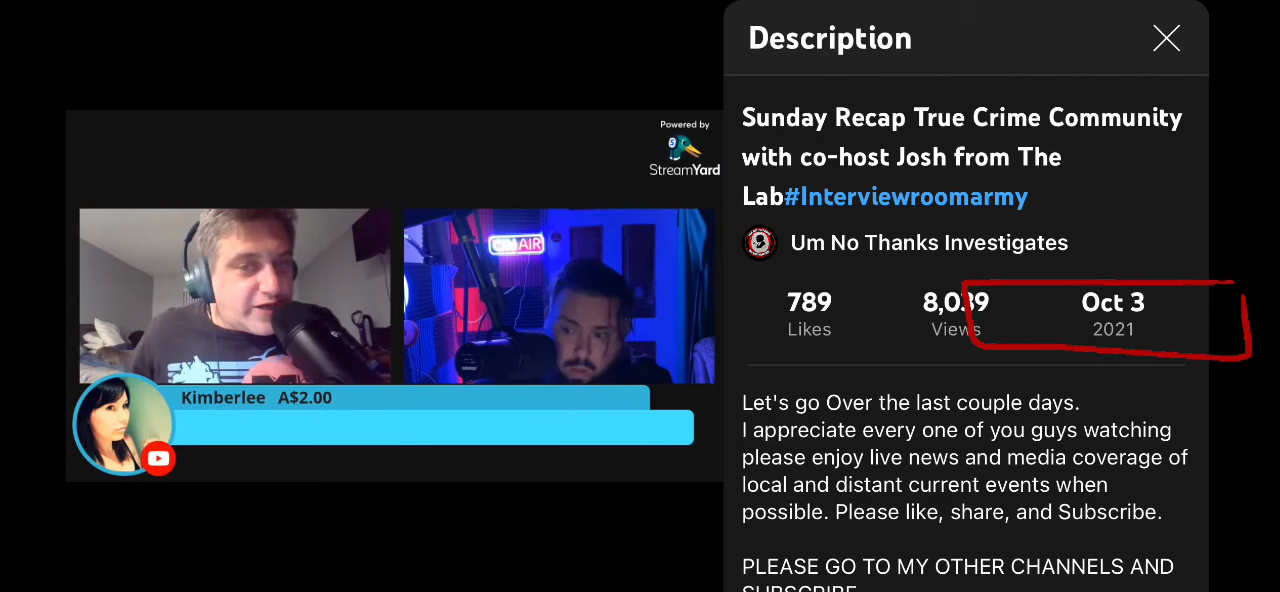 Description
Powered by
StreamYard
ON AIR
Kimberlee A$2.00
Sunday Recap True Crime Community
with co-host Josh from The
Lab#Interviewroomarmy
Um No Thanks Investigates
789 8,039 Oct 3
Likes Views 2021
Let's go Over the last couple days.
I appreciate every one of you guys watching
please enjoy live news and media coverage of
local and distant current events when
possible. Please like, share, and Subscribe.
PLEASE GO TO MY OTHER CHANNELS AND
SUBSCRIBE